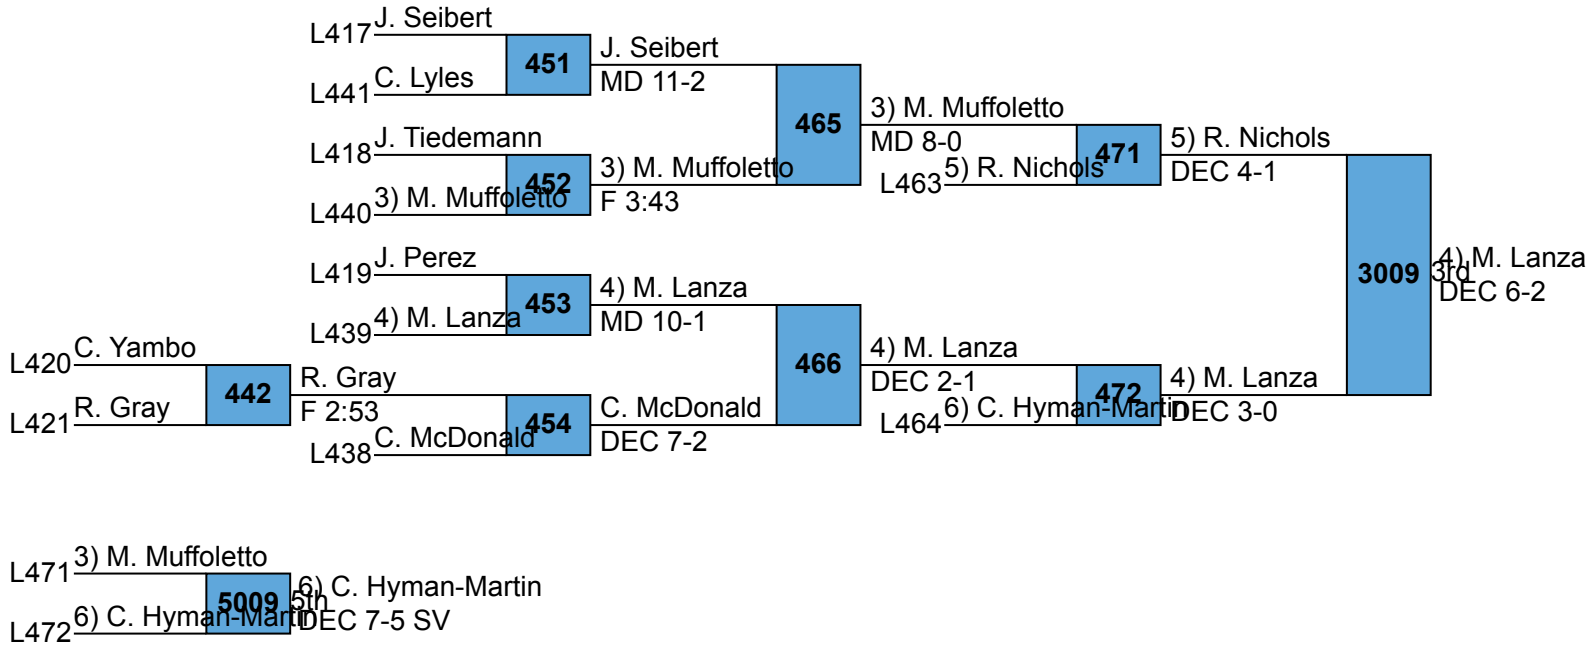 L417 J. Seibert
L441 C. Lyles
451
J. Seibert
MD 11-2
L418 J. Tiedemann
L440 3) M. Muffoletto
452
3) M. Muffoletto
F 3:43
465
3) M. Muffoletto
MD 8-0
L463 5) R. Nichols
471
5) R. Nichols
DEC 4-1
L419 J. Perez
L439 4) M. Lanza
453
4) M. Lanza
MD 10-1
L420 C. Yambo
L421 R. Gray
442
R. Gray
F 2:53
L438 C. McDonald
454
C. McDonald
DEC 7-2
466
4) M. Lanza
DEC 2-1
L464 6) C. Hyman-Martin
472
4) M. Lanza
DEC 3-0
3009 3rd
4) M. Lanza
DEC 6-2
L471 3) M. Muffoletto
L472 6) C. Hyman-Martin
5009 5th
6) C. Hyman-Martin
DEC 7-5 SV